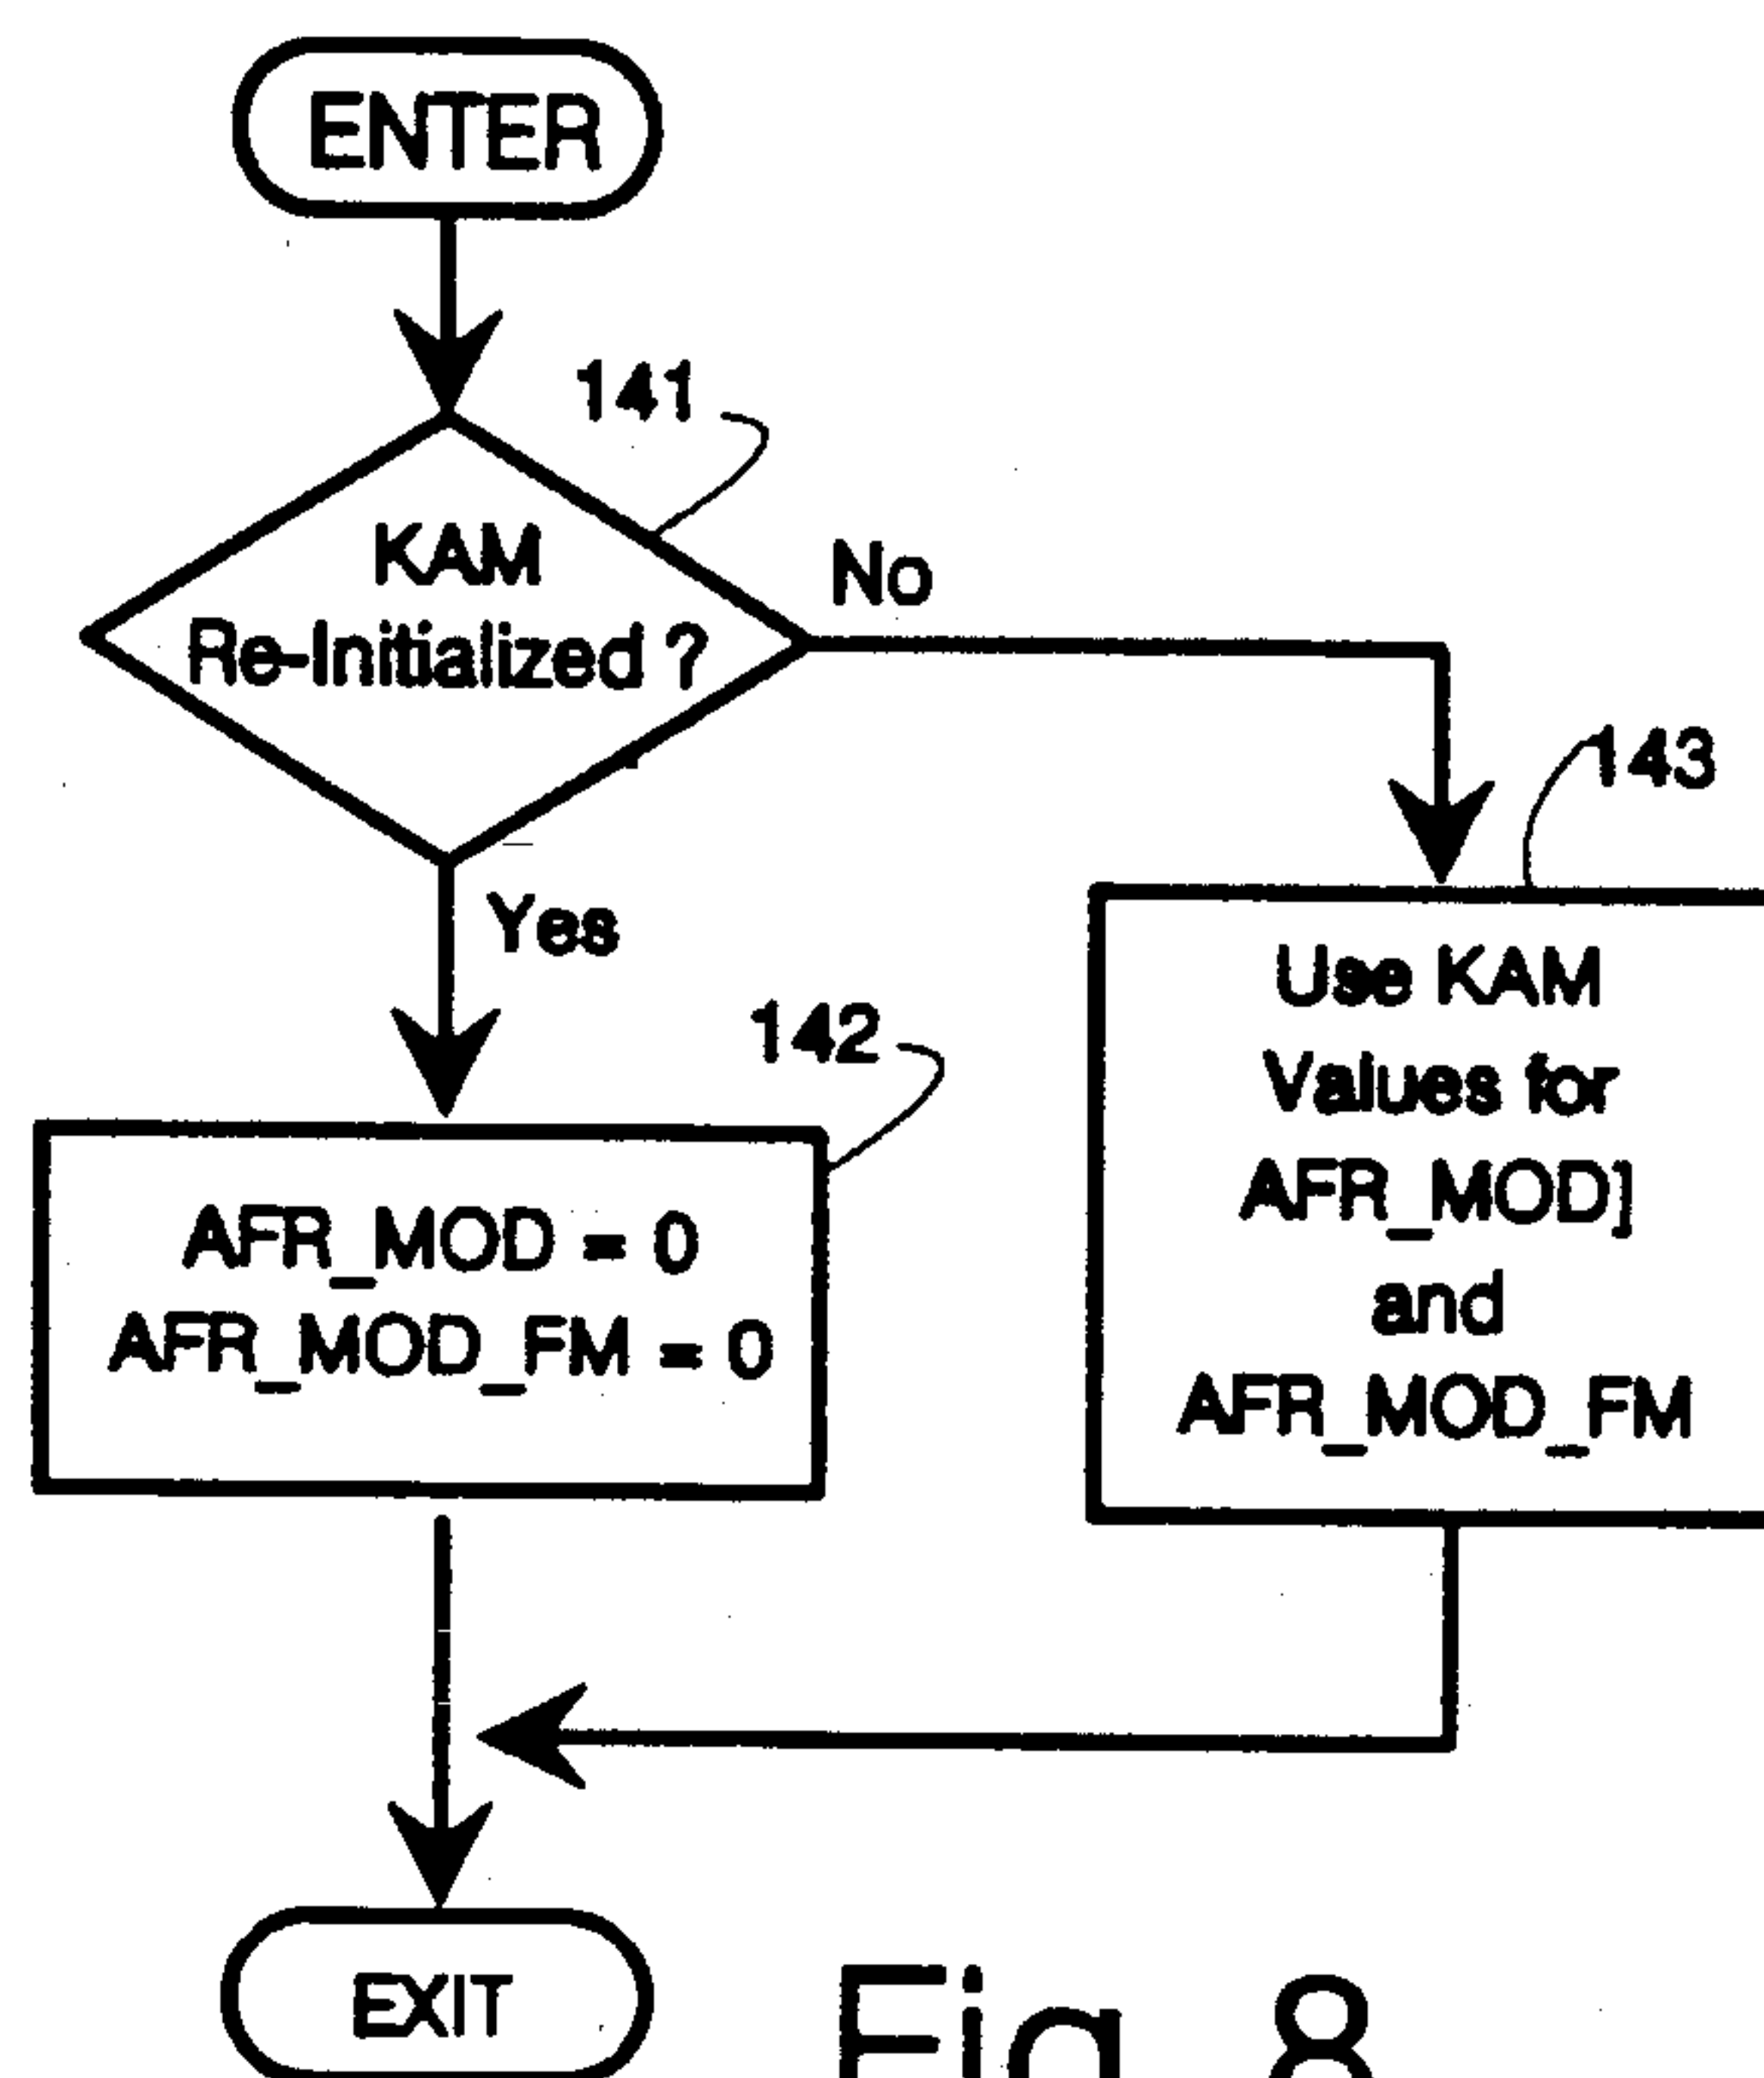 ENTER
141
KAM
Re-Initialized ?
No
Yes
143
Use KAM
Values for
AFR_MOD]
and
AFR_MOD_FM
142
AFR_MOD = 0
AFR_MOD_FM = 0
EXIT
Fig. 8